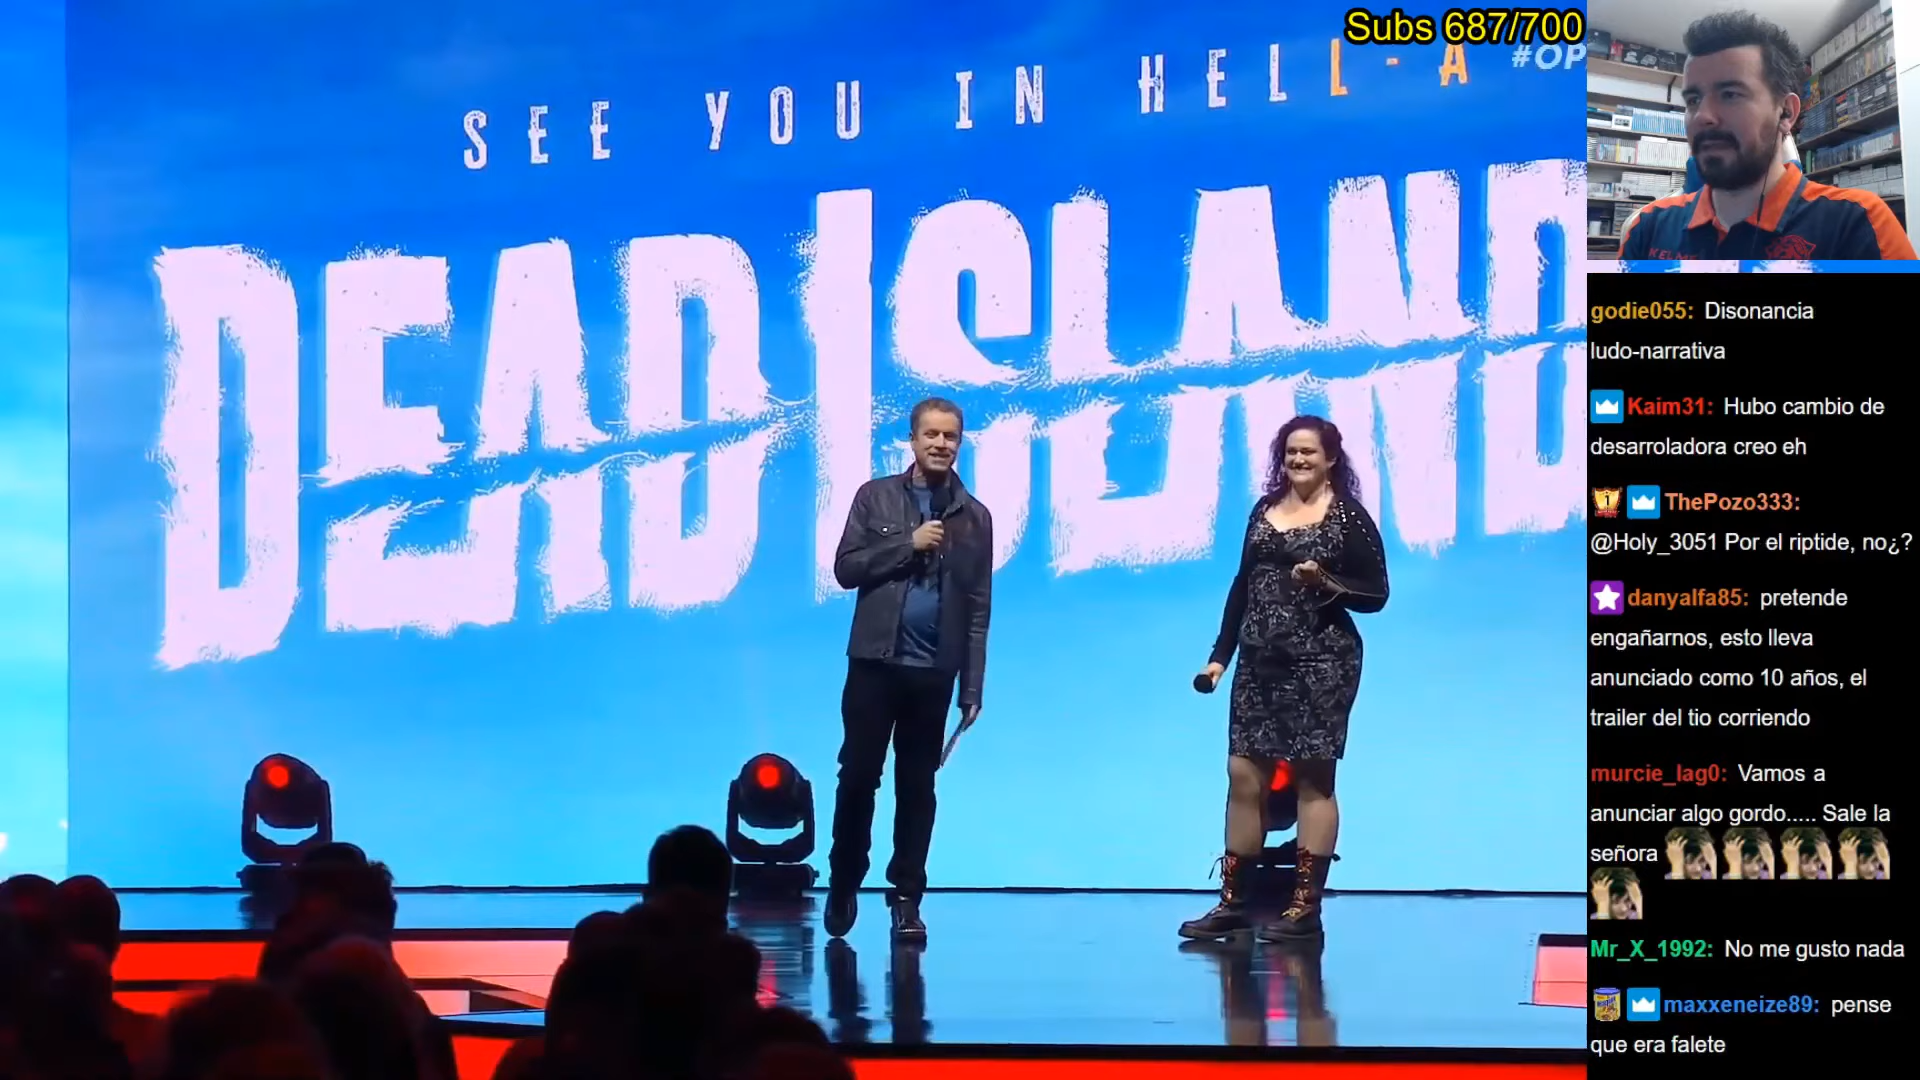 Subs 687/700
#OP
SEE YOU IN HELL-A
DEAD ISLAND
KELME
godie055: Disonancia
ludo-narrativa
Kaim31: Hubo cambio de
desarroladora creo eh
ThePozo333:
@Holy_3051 Por el riptide, no¿?
danyalfa85: pretende
engañarnos, esto lleva
anunciado como 10 años, el
trailer del tio corriendo
murcie_lag0: Vamos a
anunciar algo gordo..... Sale la
señora
Mr_X_1992: No me gusto nada
maxxeneize89: pense
que era falete